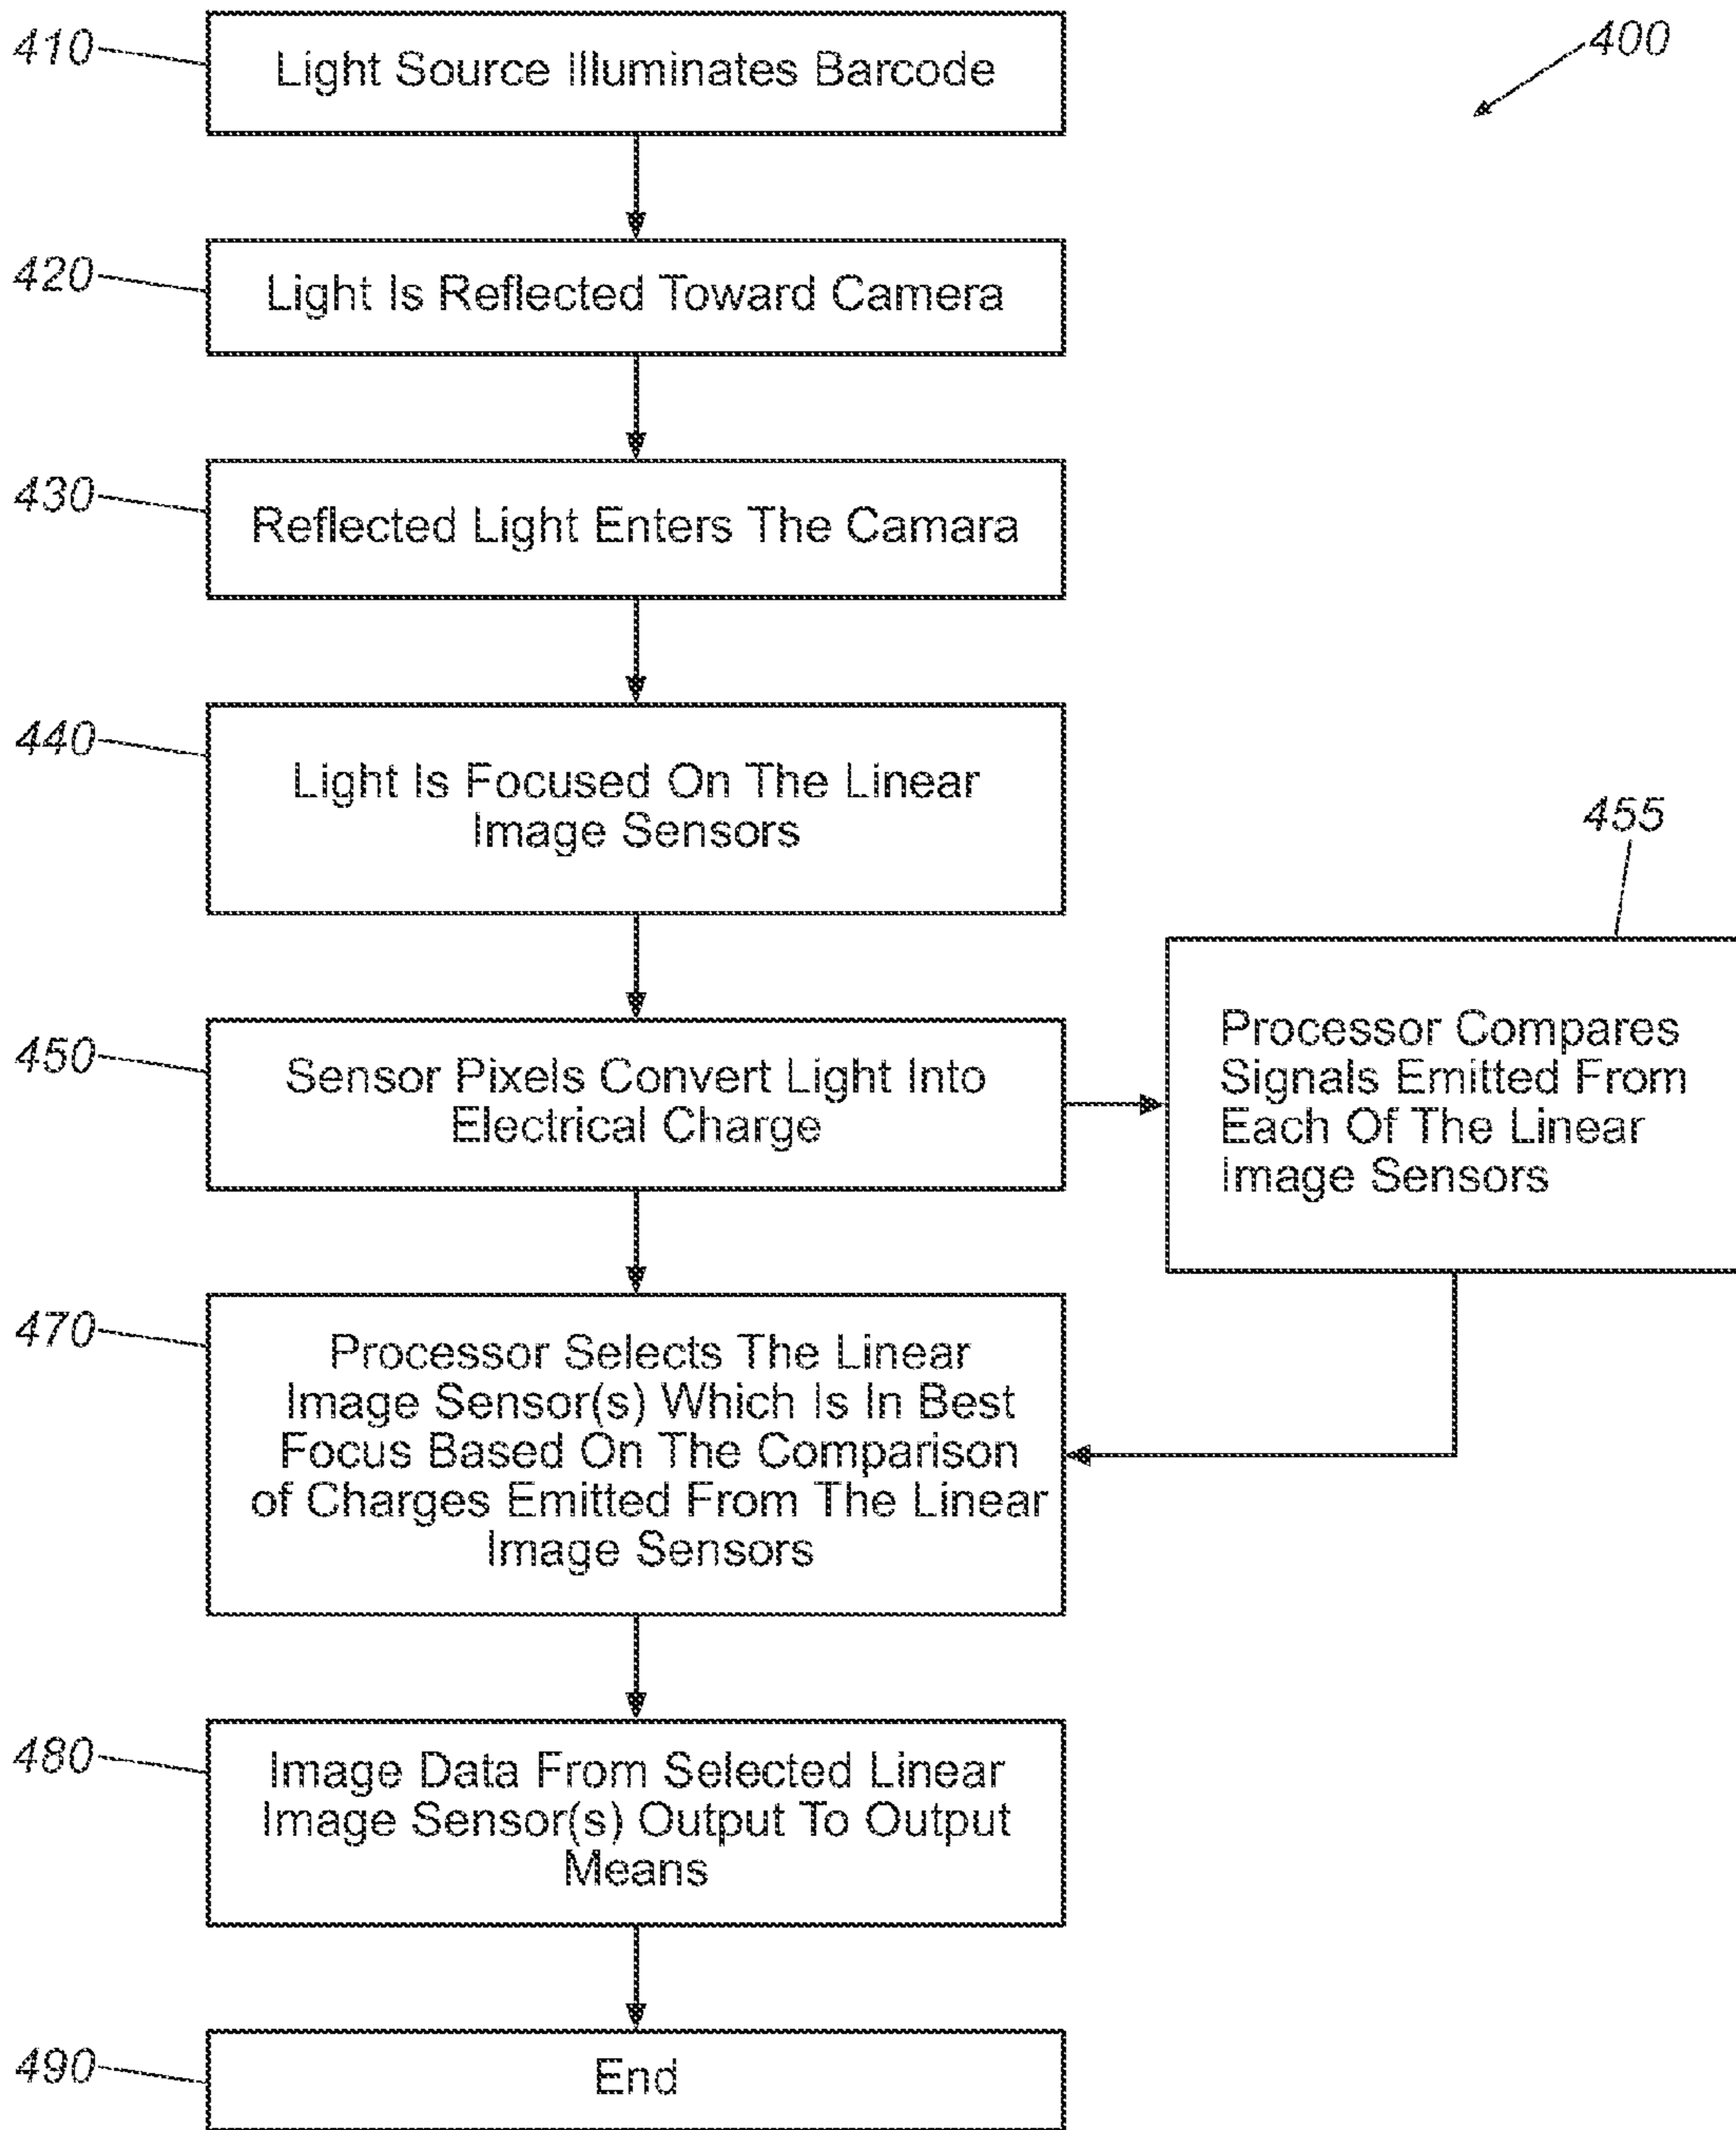 400
410
Light Source Illuminates Barcode
420
Light Is Reflected Toward Camera
430
Reflected Light Enters The Camara
440
Light Is Focused On The Linear
Image Sensors
450
Sensor Pixels Convert Light Into
Electrical Charge
455
Processor Compares
Signals Emitted From
Each Of The Linear
Image Sensors
470
Processor Selects The Linear
Image Sensor(s) Which Is In Best
Focus Based On The Comparison
of Charges Emitted From The Linear
Image Sensors
480
Image Data From Selected Linear
Image Sensor(s) Output To Output
Means
490
End